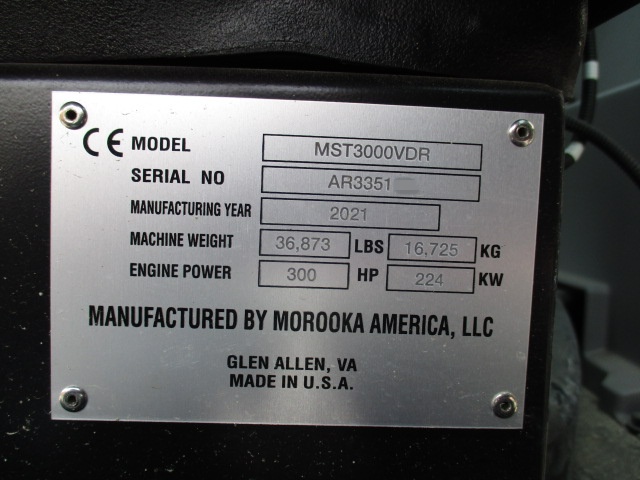 CE MODEL MST3000VDR
SERIAL NO AR3351
MANUFACTURING YEAR 2021
MACHINE WEIGHT 36,873 LBS 16,725 KG
ENGINE POWER 300 HP 224 KW
MANUFACTURED BY MOROOKA AMERICA, LLC
GLEN ALLEN, VA
MADE IN U.S.A.